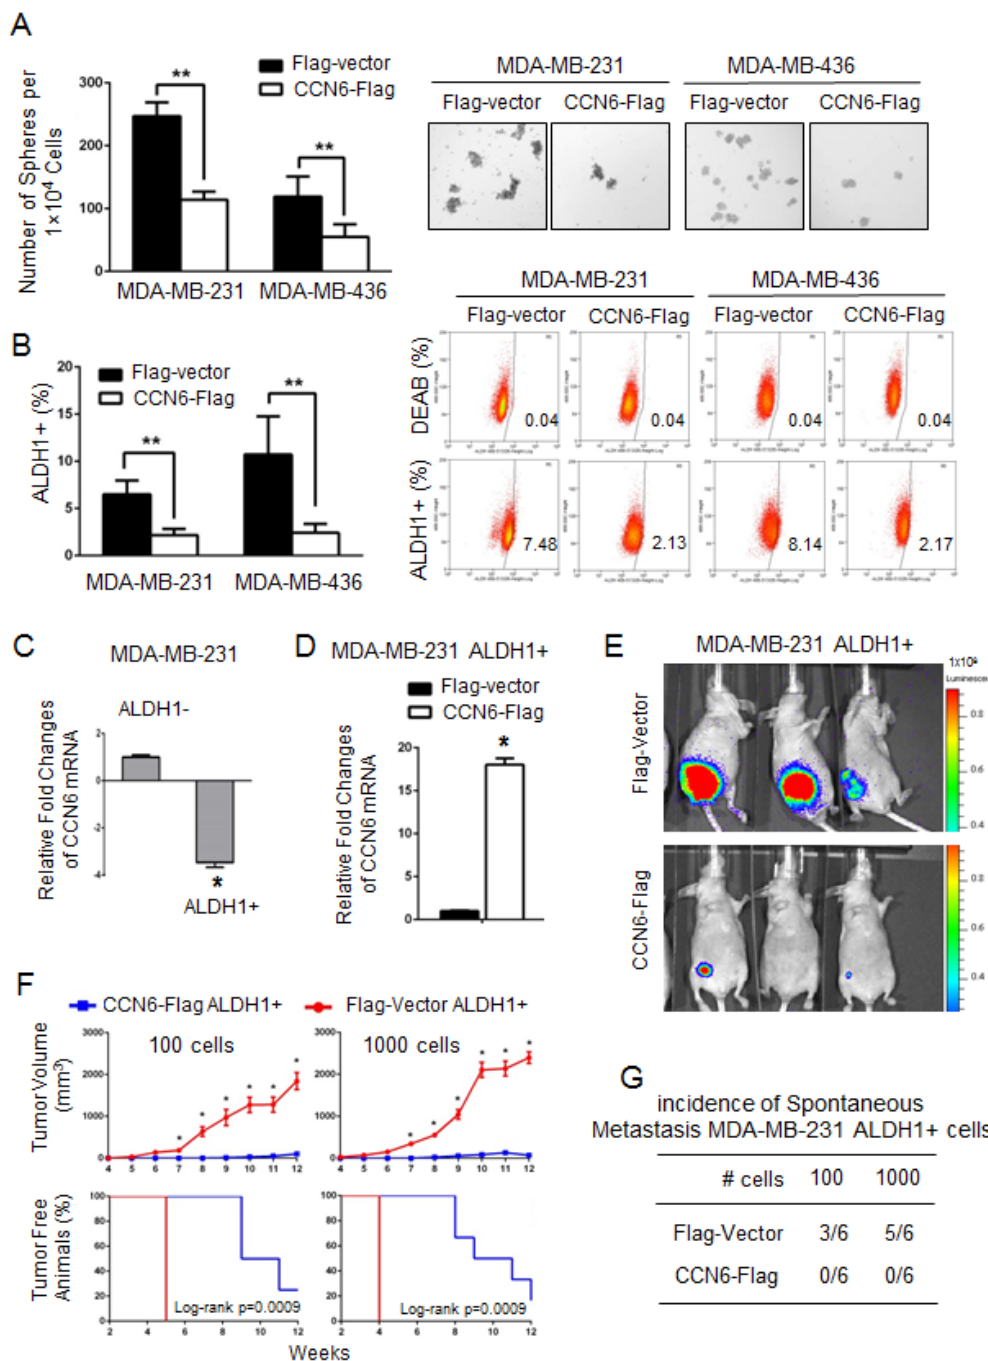 A
Flag-vector
CCN6-Flag
Number of Spheres per
1×10⁴ Cells
300
200
100
0
**
**
MDA-MB-231
MDA-MB-436
MDA-MB-231
MDA-MB-436
Flag-vector
CCN6-Flag
Flag-vector
CCN6-Flag
B
Flag-vector
CCN6-Flag
ALDH1+ (%)
20
15
10
5
0
**
**
MDA-MB-231
MDA-MB-436
MDA-MB-231
MDA-MB-436
Flag-vector
CCN6-Flag
Flag-vector
CCN6-Flag
DEAB (%)
0.04
0.04
0.04
0.04
ALDH1+ (%)
7.48
2.13
8.14
2.17
C
MDA-MB-231
Relative Fold Changes
of CCN6 mRNA
ALDH1-
2
0
-2
-4
*
ALDH1+
D
MDA-MB-231 ALDH1+
Flag-vector
CCN6-Flag
Relative Fold Changes
of CCN6 mRNA
20
15
10
5
0
*
E
MDA-MB-231 ALDH1+
Flag-Vector
CCN6-Flag
Luminescen
0.8
0.6
0.4
0.8
0.4
F
CCN6-Flag ALDH1+
Flag-Vector ALDH1+
Tumor Volume
(mm³)
100 cells
3000
2000
1000
0
* * * * * *
4 5 6 7 8 9 10 11 12
1000 cells
3000
2000
1000
0
* * * * * *
4 5 6 7 8 9 10 11 12
Tumor Free
Animals (%)
100
80
60
40
20
0
Log-rank p=0.0009
2 4 6 8 10 12
100
80
60
40
20
0
Log-rank p=0.0009
2 4 6 8 10 12
Weeks
G
incidence of Spontaneous
Metastasis MDA-MB-231 ALDH1+ cells
# cells 100 1000
Flag-Vector 3/6 5/6
CCN6-Flag 0/6 0/6